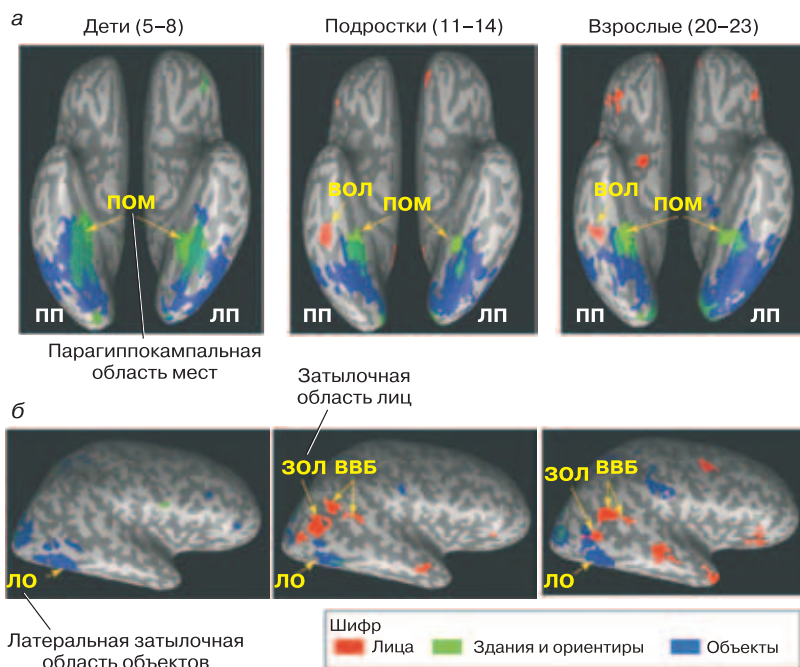 а
Дети (5–8)
Подростки (11–14)
Взрослые (20–23)
ПОМ
ПП
ЛП
ВОЛ
ПОМ
ПП
ЛП
ВОЛ
ПОМ
ПП
ЛП
Парагиппокампальная
область мест
Затылочная
область лиц
б
ЛО
ЗОЛ ВВБ
ЛО
ЗОЛ ВВБ
ЛО
Латеральная затылочная
область объектов
Шифр
Лица
Здания и ориентиры
Объекты